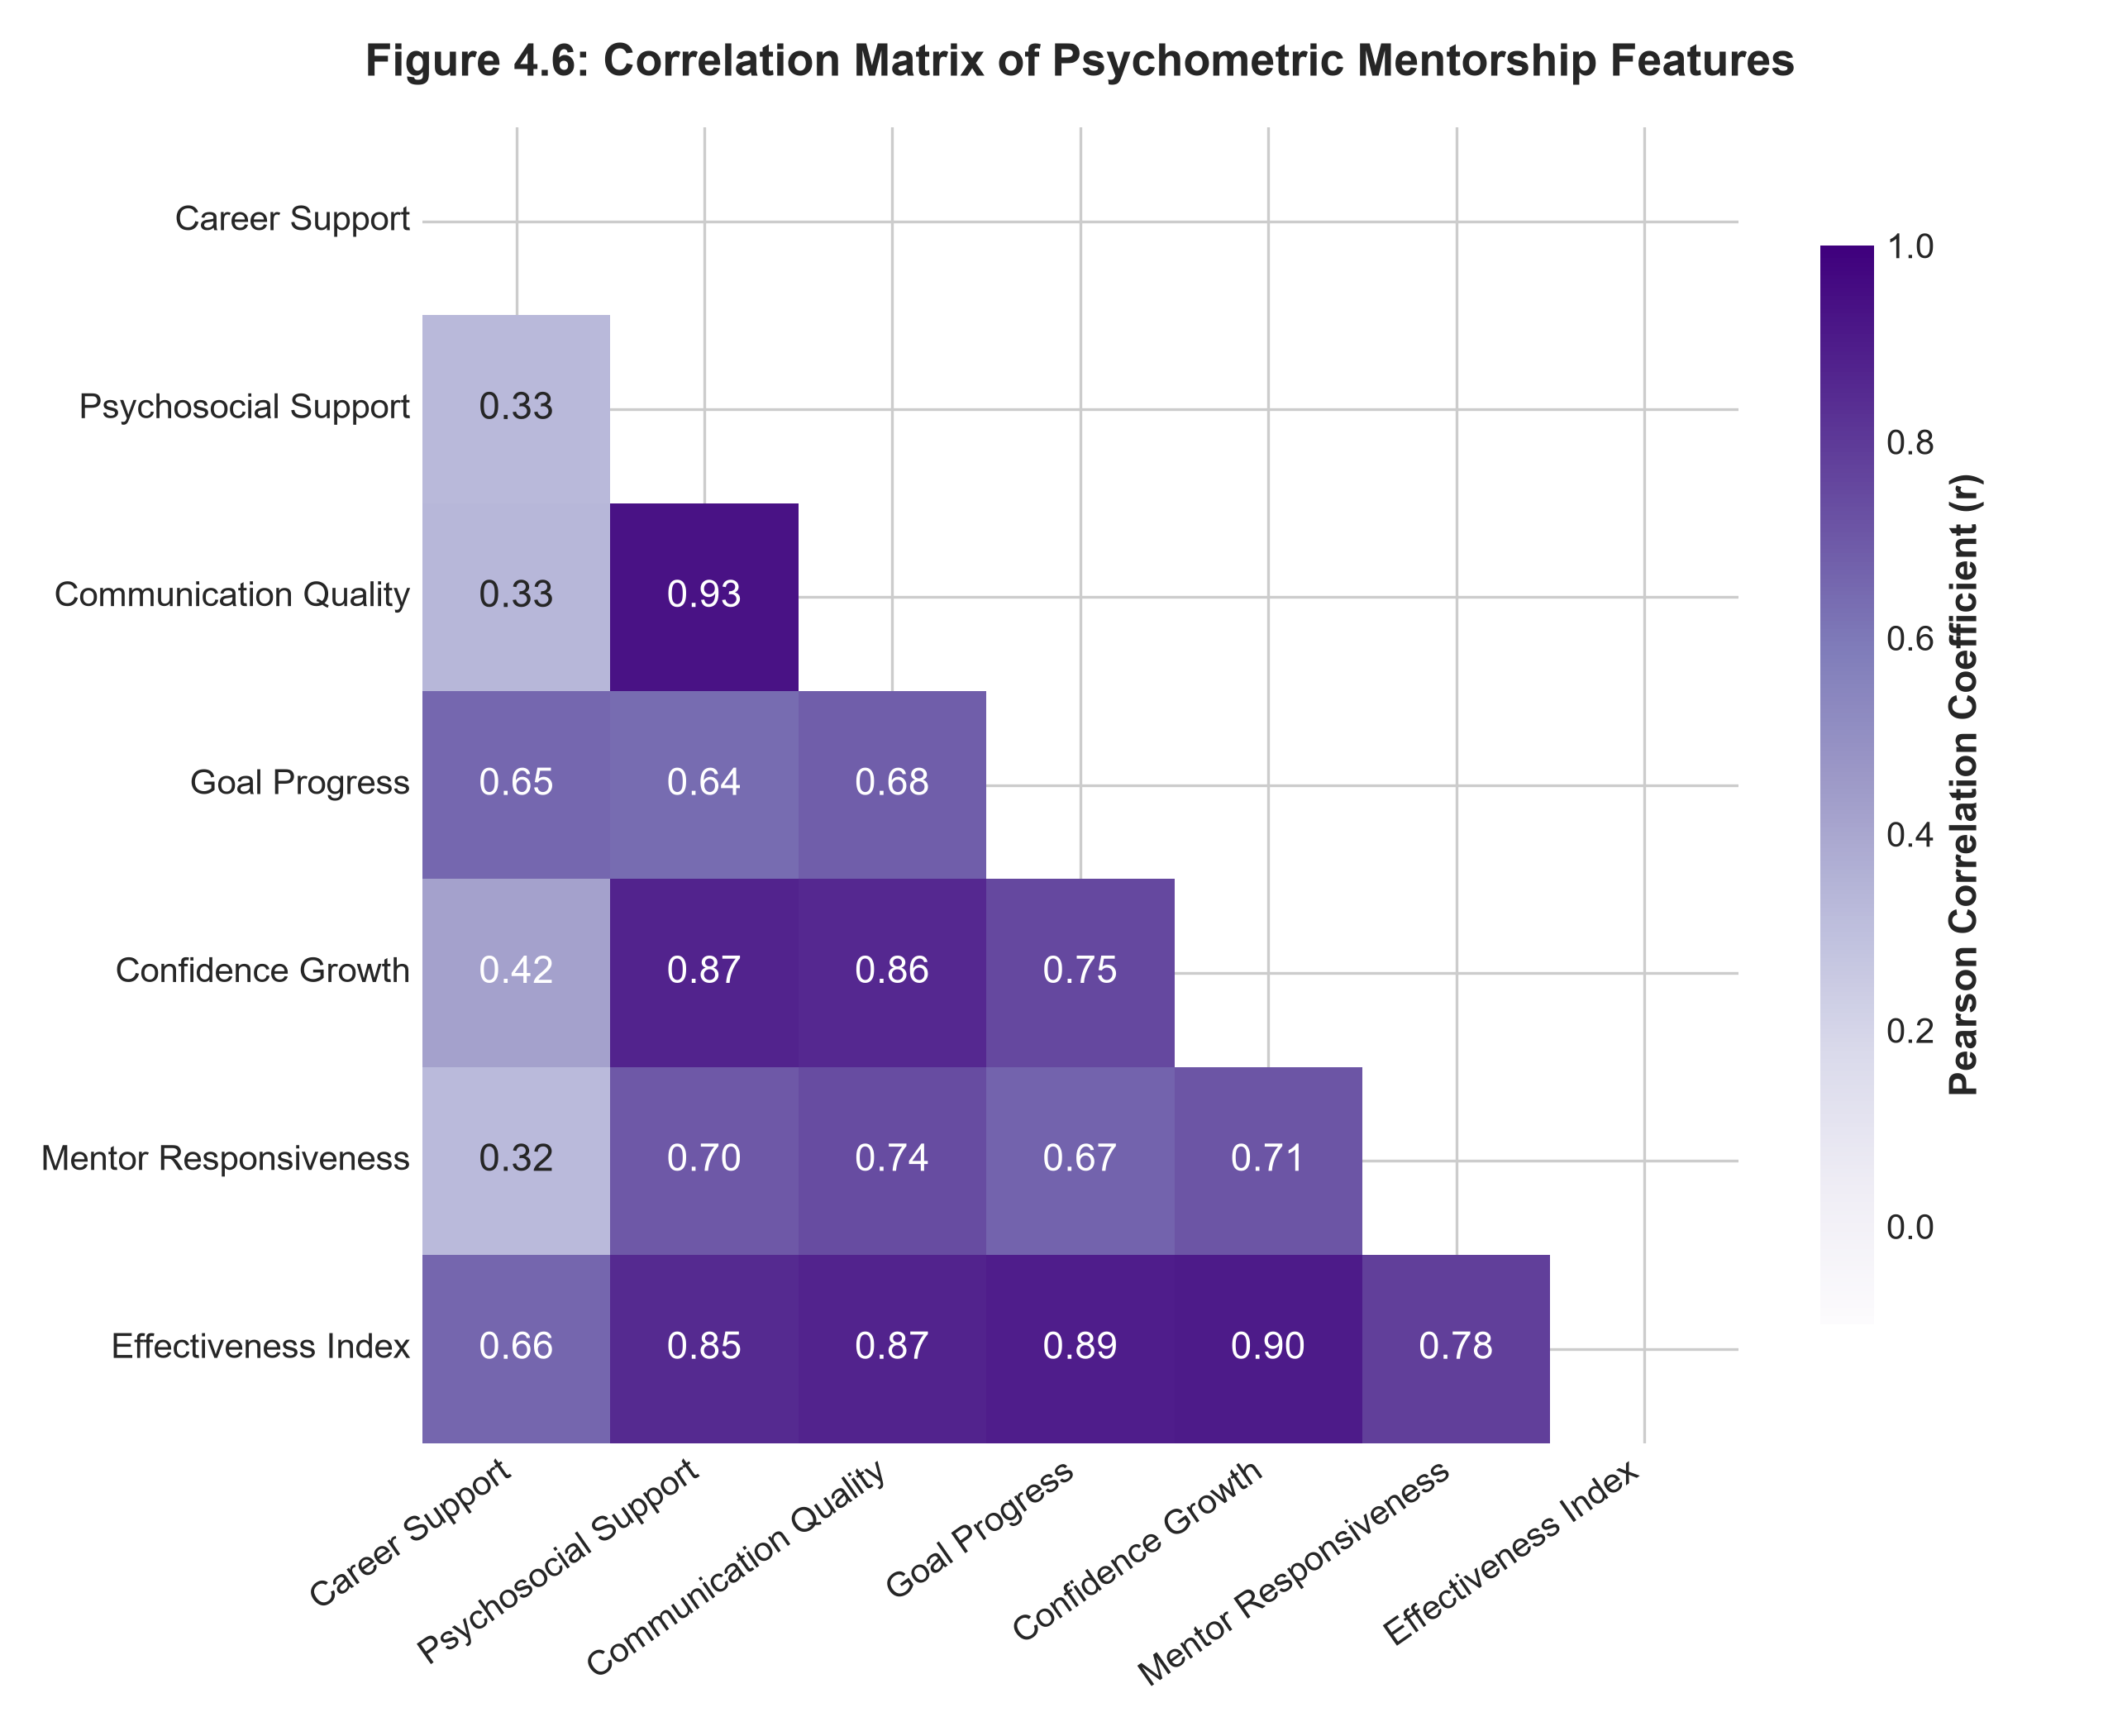 Figure 4.6: Correlation Matrix of Psychometric Mentorship Features
Career Support
Psychosocial Support 0.33
Communication Quality 0.33 0.93
Goal Progress 0.65 0.64 0.68
Confidence Growth 0.42 0.87 0.86 0.75
Mentor Responsiveness 0.32 0.70 0.74 0.67 0.71
Effectiveness Index 0.66 0.85 0.87 0.89 0.90 0.78
Career Support
Psychosocial Support
Communication Quality
Goal Progress
Confidence Growth
Mentor Responsiveness
Effectiveness Index
1.0
0.8
0.6
0.4
0.2
0.0
Pearson Correlation Coefficient (r)